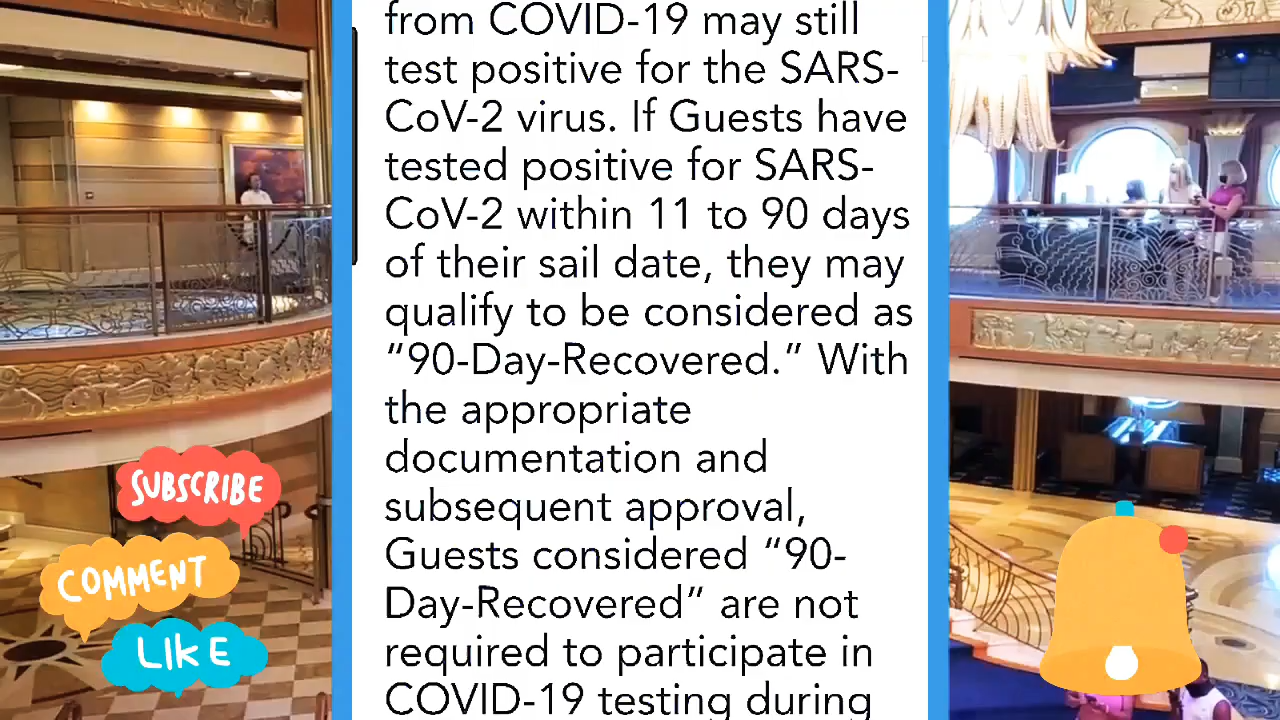 from COVID-19 may still
test positive for the SARS-
CoV-2 virus. If Guests have
tested positive for SARS-
CoV-2 within 11 to 90 days
of their sail date, they may
qualify to be considered as
“90-Day-Recovered.” With
the appropriate
documentation and
subsequent approval,
Guests considered “90-
Day-Recovered” are not
required to participate in
COVID-19 testing during
SUBSCRIBE
COMMENT
LIKE